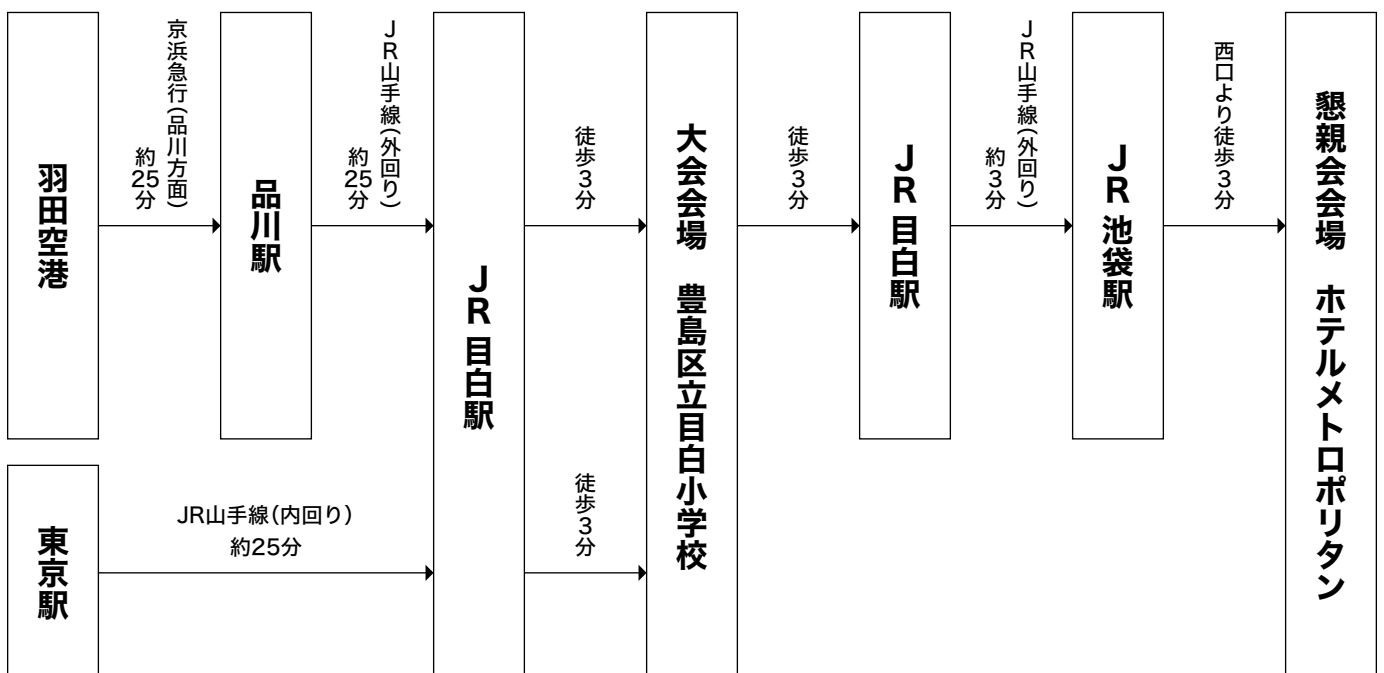 羽田空港
京浜急行(品川方面)
約25分
品川駅
JR山手線(外回り)
約25分
JR目白駅
徒歩3分
大会会場　豊島区立目白小学校
徒歩3分
JR目白駅
JR山手線(外回り)
約3分
JR池袋駅
西口より徒歩3分
懇親会会場　ホテルメトロポリタン
東京駅
JR山手線(内回り)
約25分
徒歩3分